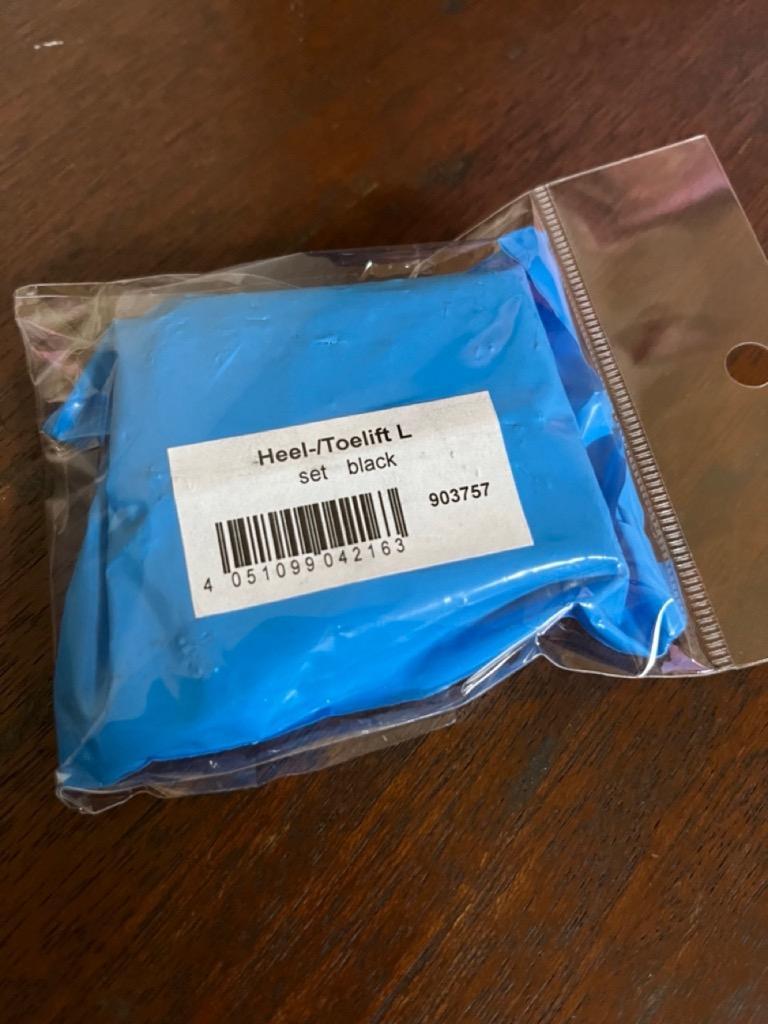 Heel-/Toelift L
set black
903757
4 051099 042163